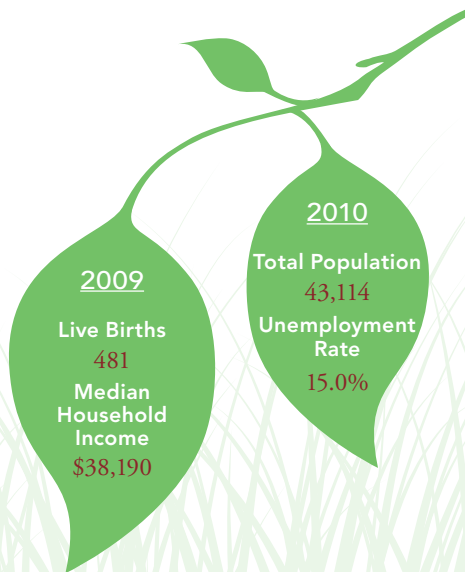 2009
Live Births
481
Median
Household
Income
$38,190
2010
Total Population
43,114
Unemployment
Rate
15.0%